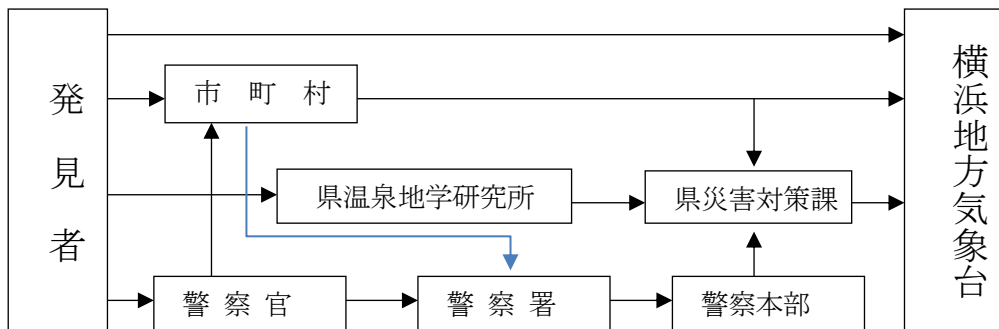 発見者
市町村
県温泉地学研究所
県災害対策課
警察官
警察署
警察本部
横浜地方気象台